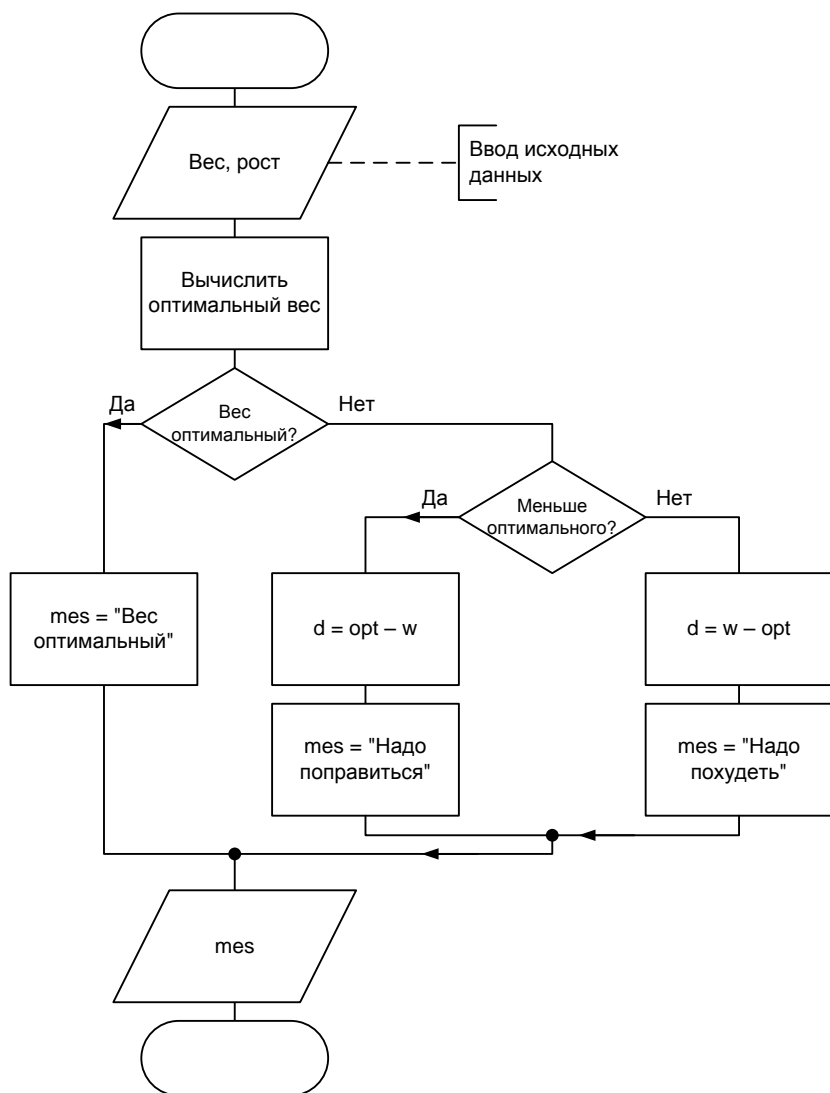 Вес, рост
Ввод исходных
данных
Вычислить
оптимальный вес
Да
Вес
оптимальный?
Нет
Да
Меньше
оптимального?
Нет
mes = "Вес
оптимальный"
d = opt – w
d = w – opt
mes = "Надо
поправиться"
mes = "Надо
похудеть"
mes